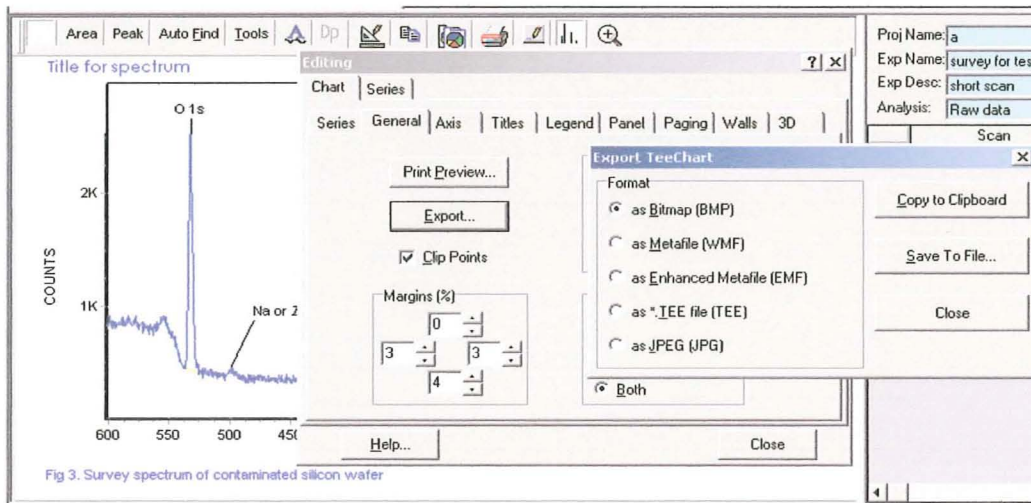 Area Peak Auto Find Tools Dp
Title for spectrum
O 1s
2K
COUNTS
1K
Na or
600 550 500 450
Fig 3. Survey spectrum of contaminated silicon wafer
Editing
Chart Series
Series General Axis Titles Legend Panel Paging Walls 3D
Print Preview...
Export...
Clip Points
Margins (%)
0
3 3
4
Both
Help... Close
Export TeeChart
Format
as Bitmap (BMP)
as Metafile (WMF)
as Enhanced Metafile (EMF)
as *.TEE file (TEE)
as JPEG (JPG)
Copy to Clipboard
Save To File...
Close
Proj Name: a
Exp Name: survey for tes
Exp Desc: short scan
Analysis: Raw data
Scan